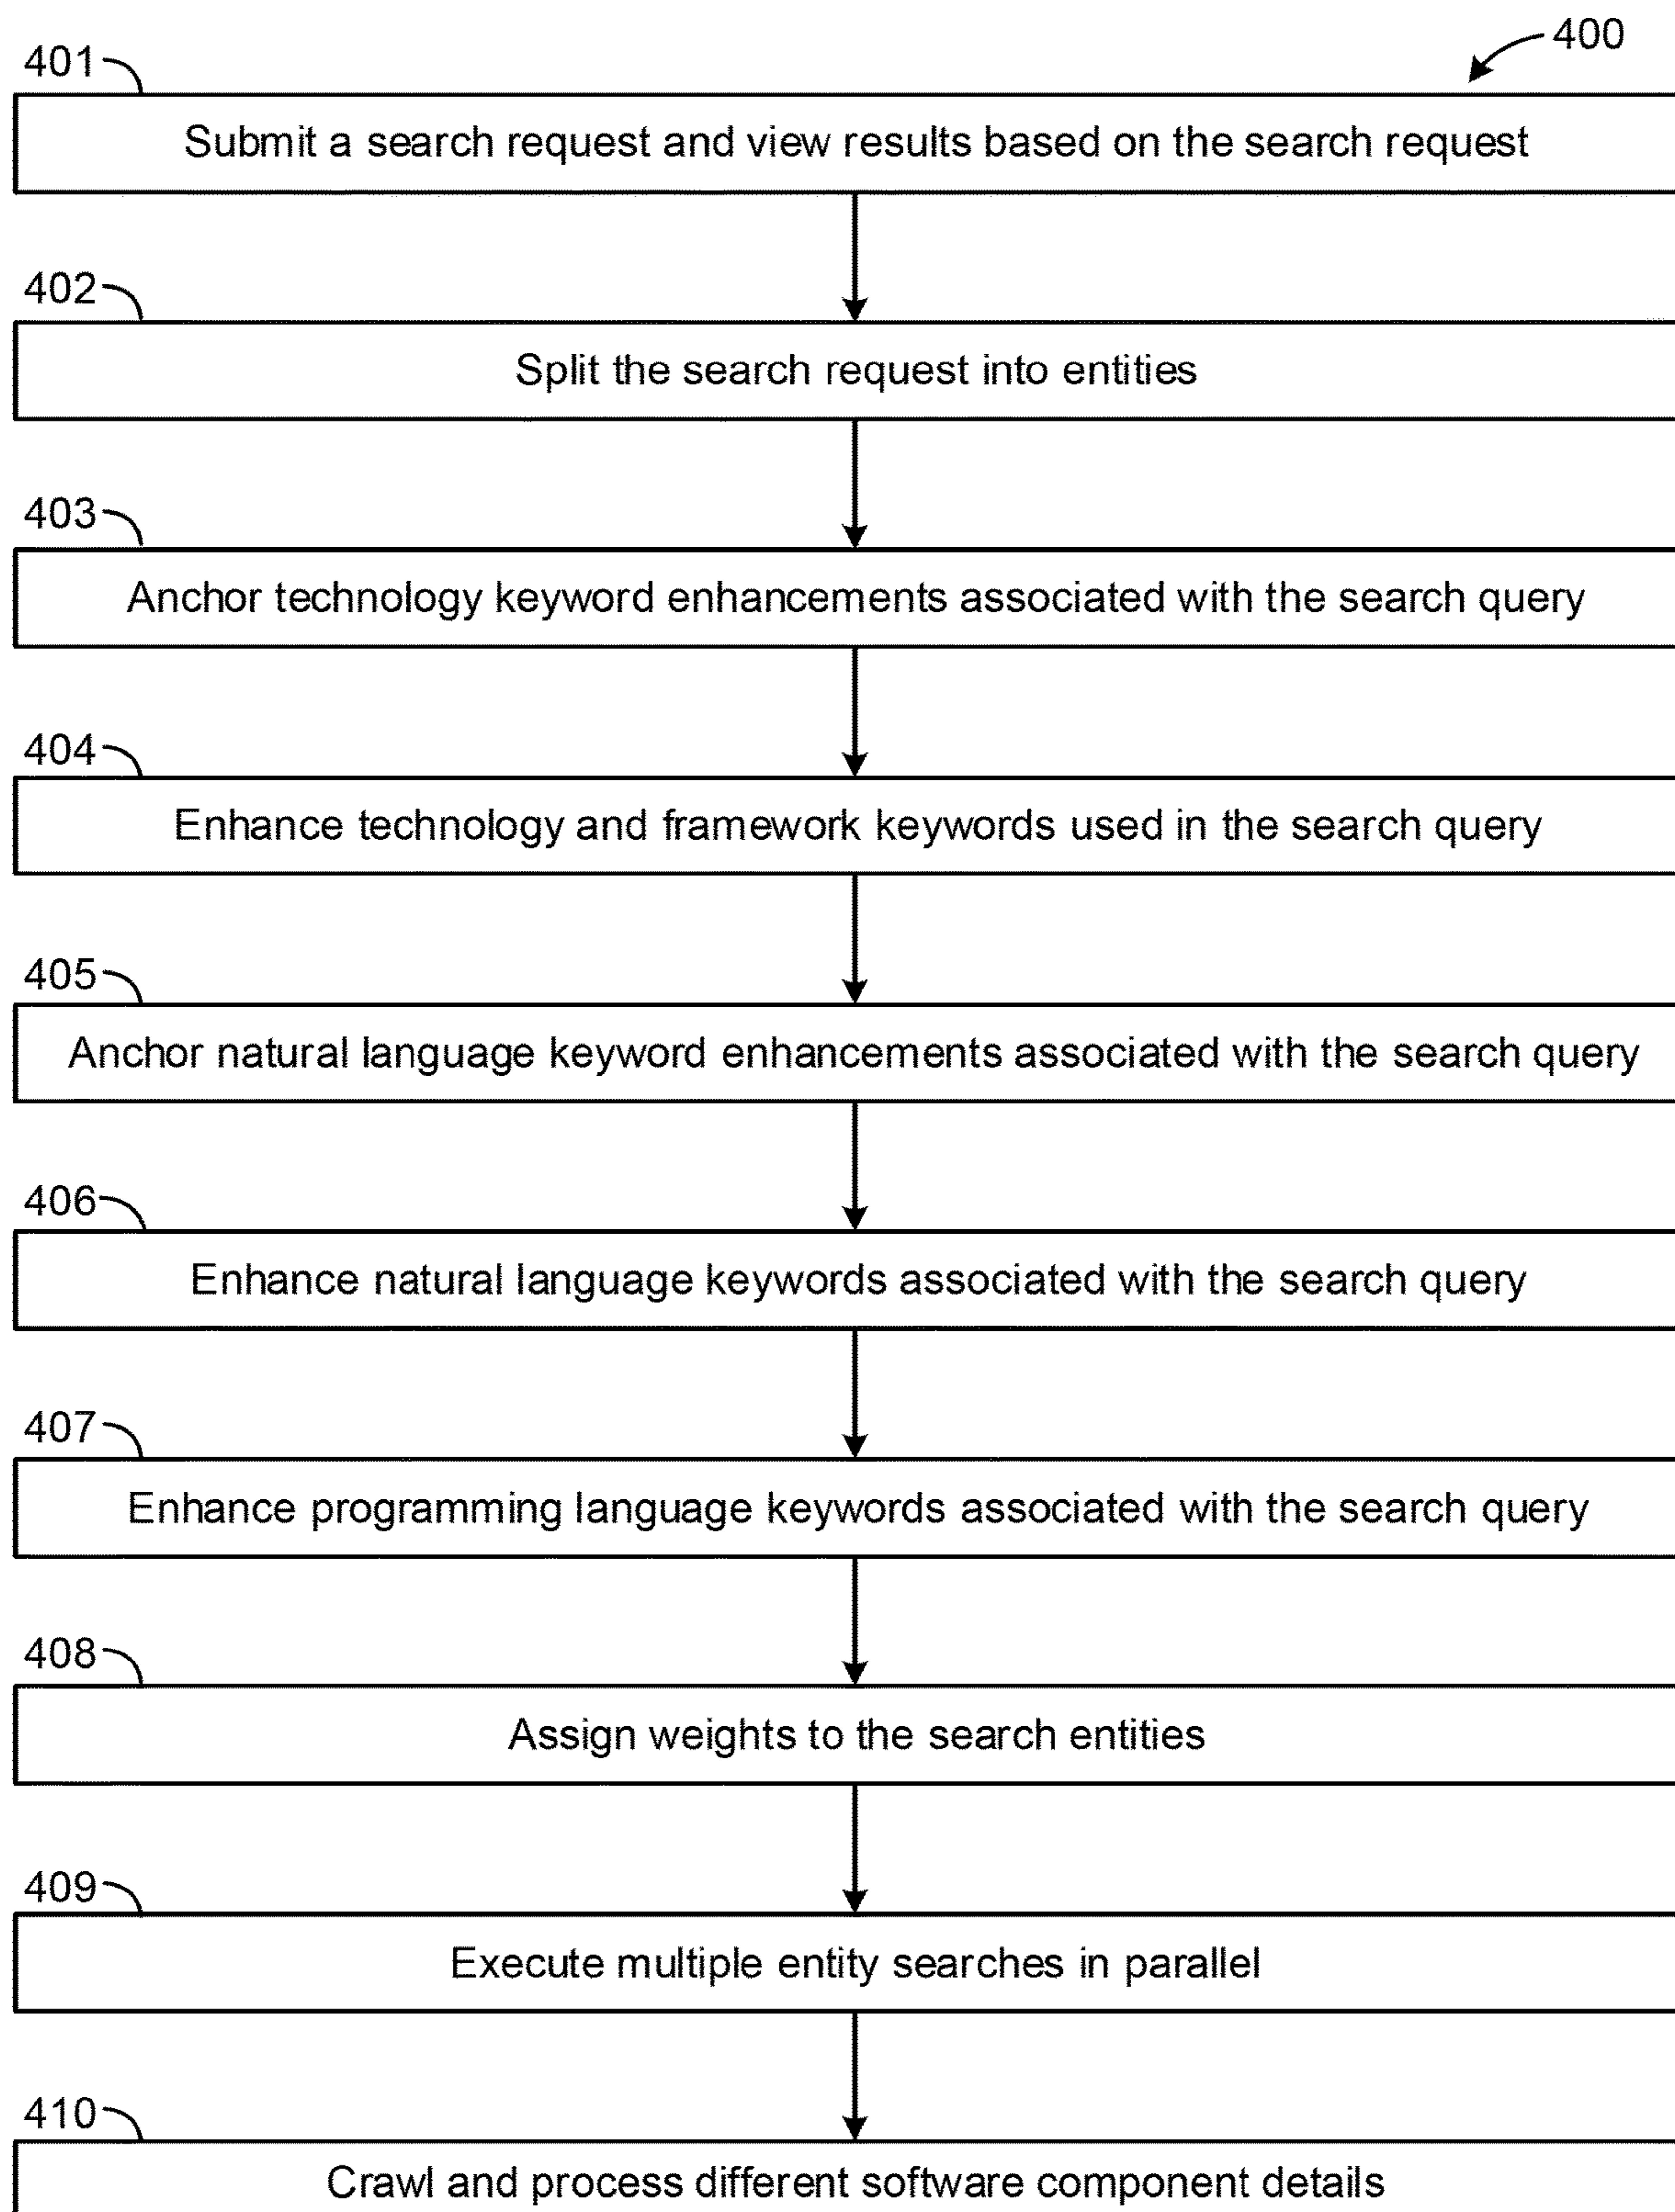 400
401
Submit a search request and view results based on the search request
402
Split the search request into entities
403
Anchor technology keyword enhancements associated with the search query
404
Enhance technology and framework keywords used in the search query
405
Anchor natural language keyword enhancements associated with the search query
406
Enhance natural language keywords associated with the search query
407
Enhance programming language keywords associated with the search query
408
Assign weights to the search entities
409
Execute multiple entity searches in parallel
410
Crawl and process different software component details